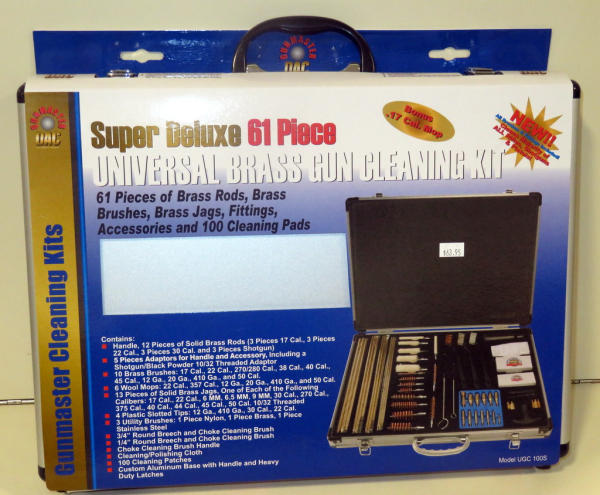 GUNMASTER
OAC
GUNMASTER
OAC
Super Deluxe 61 Piece
Bonus
.17 Cal. Mop
NEW!
UNIVERSAL BRASS GUN CLEANING KIT
61 Pieces of Brass Rods, Brass
Brushes, Brass Jags, Fittings,
Accessories and 100 Cleaning Pads
$63.95
Gunmaster Cleaning Kits
Contains:
Handle, 12 Pieces of Solid Brass Rods (3 Pieces 17 Cal., 3 Pieces
22 Cal., 3 Pieces 30 Cal. and 3 Pieces Shotgun)
5 Pieces Adaptors for Handle and Accessory, Including a
Shotgun/Black Powder 10/32 Threaded Adaptor
10 Brass Brushes: 17 Cal., 22 Cal., 270/280 Cal., 38 Cal., 40 Cal.,
45 Cal., 12 Ga., 20 Ga., 410 Ga., and 50 Cal.
6 Wool Mops: 22 Cal., 357 Cal., 12 Ga., 20 Ga., 410 Ga., and 50 Cal.
13 Pieces of Solid Brass Jags, One of Each of the Following
Calibers: 17 Cal., 22 Cal., 6 MM, 6.5 MM, 9 MM, 30 Cal., 270 Cal.,
375 Cal., 40 Cal., 44 Cal., 45 Cal., 50 Cal. 10/32 Threaded
4 Plastic Slotted Tips: 12 Ga., 410 Ga., 30 Cal., 22 Cal.
3 Utility Brushes: 1 Piece Nylon, 1 Piece Brass, 1 Piece
Stainless Steel
3/4" Round Breech and Choke Cleaning Brush
1/4" Round Breech and Choke Cleaning Brush
Choke Cleaning Brush Handle
Cleaning/Polishing Cloth
100 Cleaning Patches
Custom Aluminum Base with Handle and Heavy
Duty Latches
Model UGC 100S